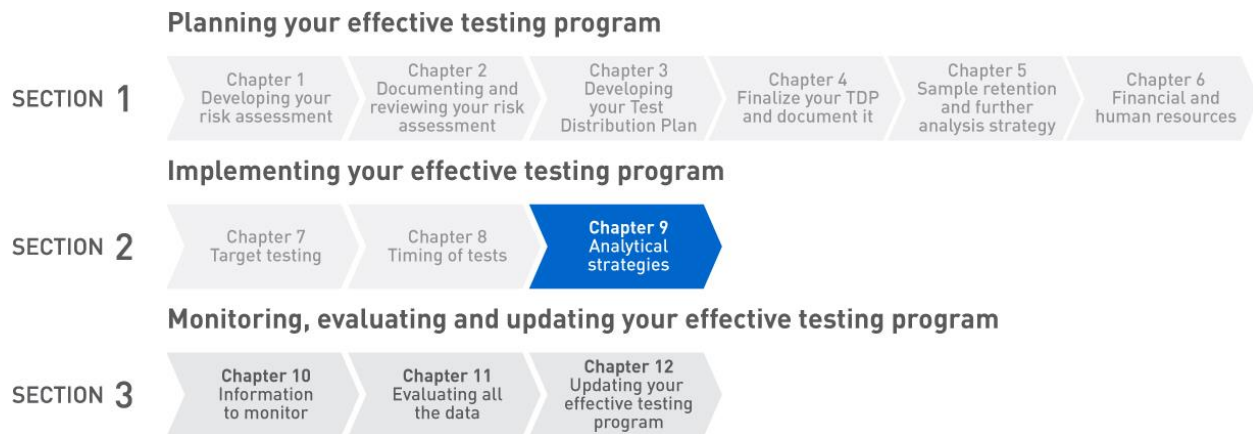 Planning your effective testing program
SECTION 1
Chapter 1
Developing your
risk assessment
Chapter 2
Documenting and
reviewing your risk
assessment
Chapter 3
Developing
your Test
Distribution Plan
Chapter 4
Finalize your TDP
and document it
Chapter 5
Sample retention
and further
analysis strategy
Chapter 6
Financial and
human resources
Implementing your effective testing program
SECTION 2
Chapter 7
Target testing
Chapter 8
Timing of tests
Chapter 9
Analytical
strategies
Monitoring, evaluating and updating your effective testing program
SECTION 3
Chapter 10
Information
to monitor
Chapter 11
Evaluating all
the data
Chapter 12
Updating your
effective testing
program